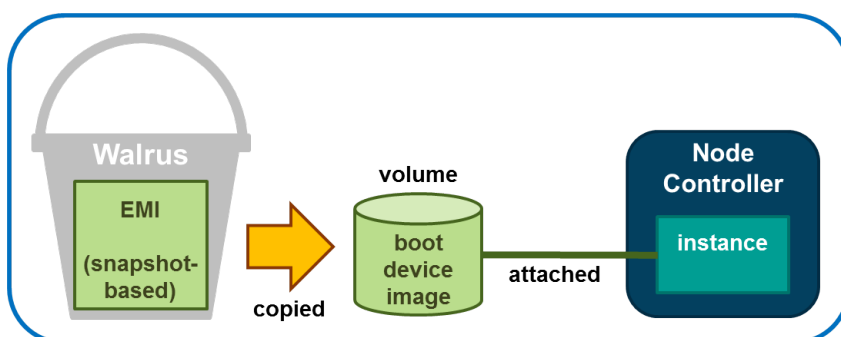 Walrus
EMI
(snapshot-
based)
copied
volume
boot
device
image
attached
Node
Controller
instance